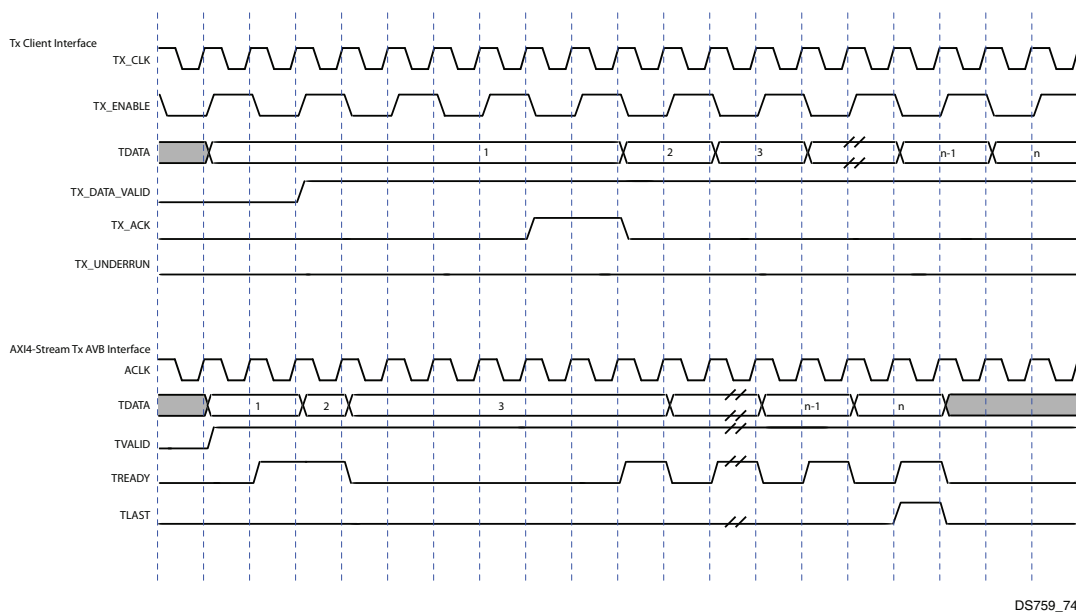 Tx Client Interface
TX_CLK
TX_ENABLE
TDATA 1 2 3 n-1 n
TX_DATA_VALID
TX_ACK
TX_UNDERRUN
AXI4-Stream Tx AVB Interface
ACLK
TDATA 1 2 3 n-1 n
TVALID
TREADY
TLAST
DS759_74